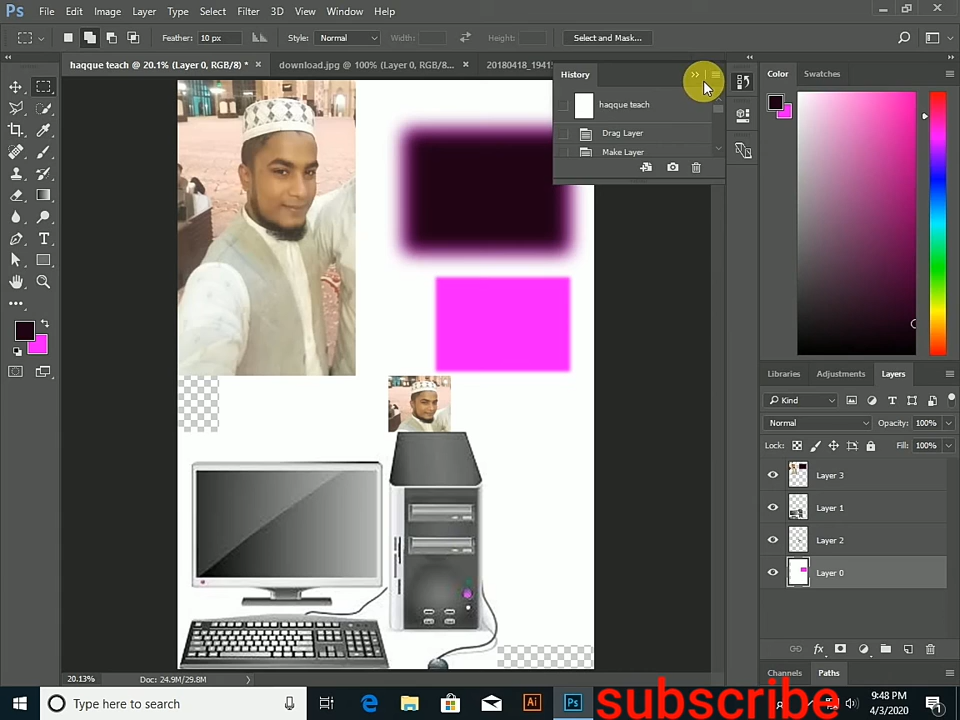 Ps File Edit Image Layer Type Select Filter 3D View Window Help
Feather: 10 px Style: Normal Width: Height: Select and Mask...
haqque teach @ 20.1% (Layer 0, RGB/8) * × download.jpg @ 100% (Layer 0, RGB/8... × 20180418_1941
History
haqque teach
Drag Layer
Make Layer
Color Swatches
Libraries Adjustments Layers
Kind
Normal Opacity: 100%
Lock: Fill: 100%
Layer 3
Layer 1
Layer 2
Layer 0
fx
Channels Paths
20.13% Doc: 24.9M/29.8M
Type here to search
Ai Ps
subscribe
9:48 PM
4/3/2020